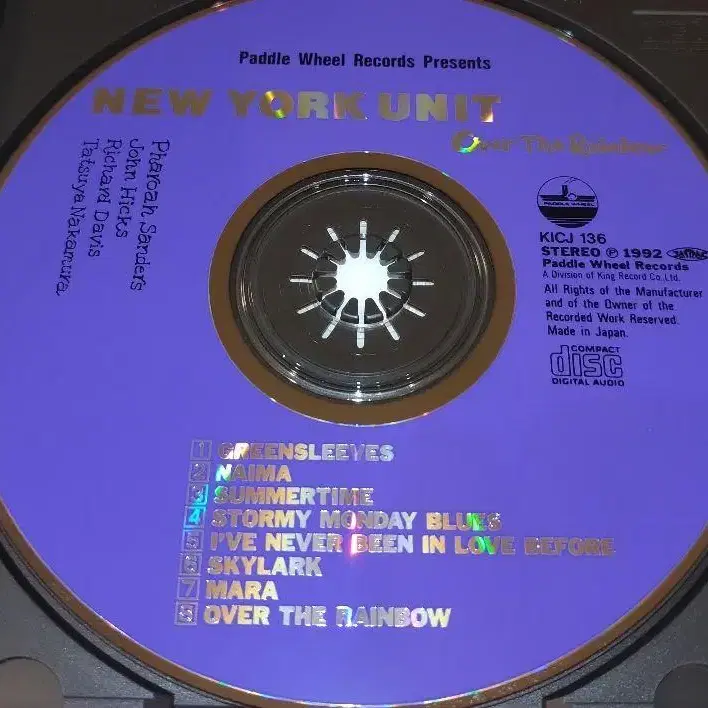 Paddle Wheel Records Presents
NEW YORK UNIT
Over The Rainbow
Pharoah Sanders
John Hicks
Richard Davis
Tatsuya Nakamura
PADDLE WHEEL
KICJ 136
STEREO ℗ 1992
Paddle Wheel Records
A Division of King Record Co. Ltd.
All Rights of the Manufacturer
and of the Owner of the
Recorded Work Reserved.
Made in Japan.
COMPACT
disc
DIGITAL AUDIO
1 GREENSLEEVES
2 NAIMA
3 SUMMERTIME
4 STORMY MONDAY BLUES
5 I'VE NEVER BEEN IN LOVE BEFORE
6 SKYLARK
7 MARA
8 OVER THE RAINBOW